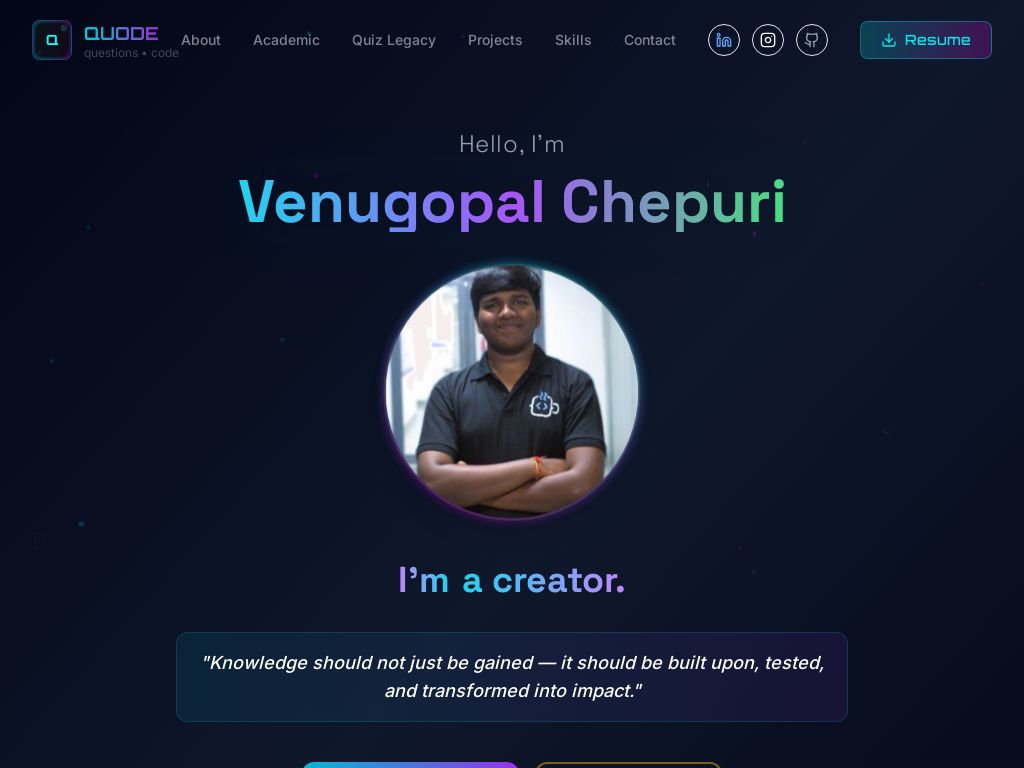 QUODE
questions • code
About
Academic
Quiz Legacy
Projects
Skills
Contact
Resume
Hello, I'm
Venugopal Chepuri
I'm a creator.
"Knowledge should not just be gained — it should be built upon, tested,
and transformed into impact."